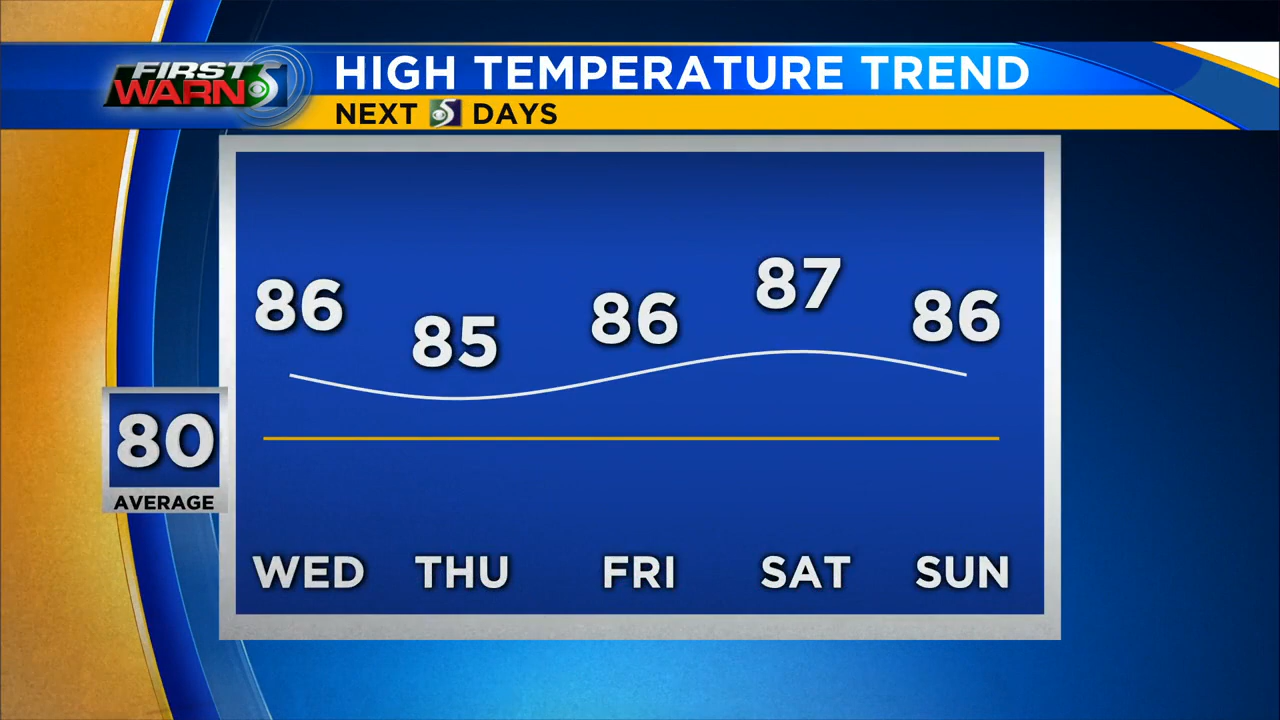 FIRST
WARN 5
HIGH TEMPERATURE TREND
NEXT 5 DAYS
86 85 86 87 86
80
AVERAGE
WED THU FRI SAT SUN